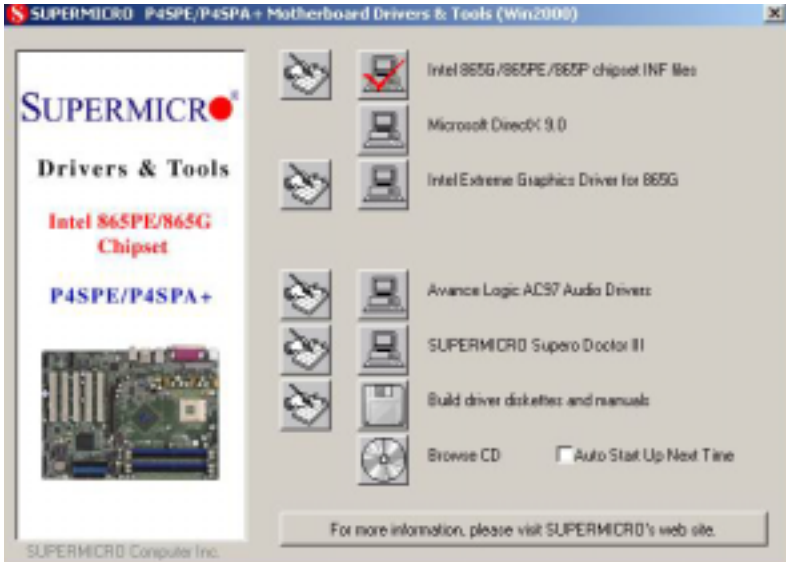 SUPERMICRO P4SPE/P4SPA+ Motherboard Drivers & Tools (Win2000)
Intel 865G/865PE/865P chipset INF files
SUPERMICRO®
Microsoft DirectX 9.0
Drivers & Tools
Intel Extreme Graphics Driver for 865G
Intel 865PE/865G
Chipset
P4SPE/P4SPA+
Avance Logic AC97 Audio Drivers
SUPERMICRO Supero Doctor III
Build driver diskettes and manuals
Browse CD
Auto Start Up Next Time
For more information, please visit SUPERMICRO's web site.
SUPERMICRO Computer Inc.